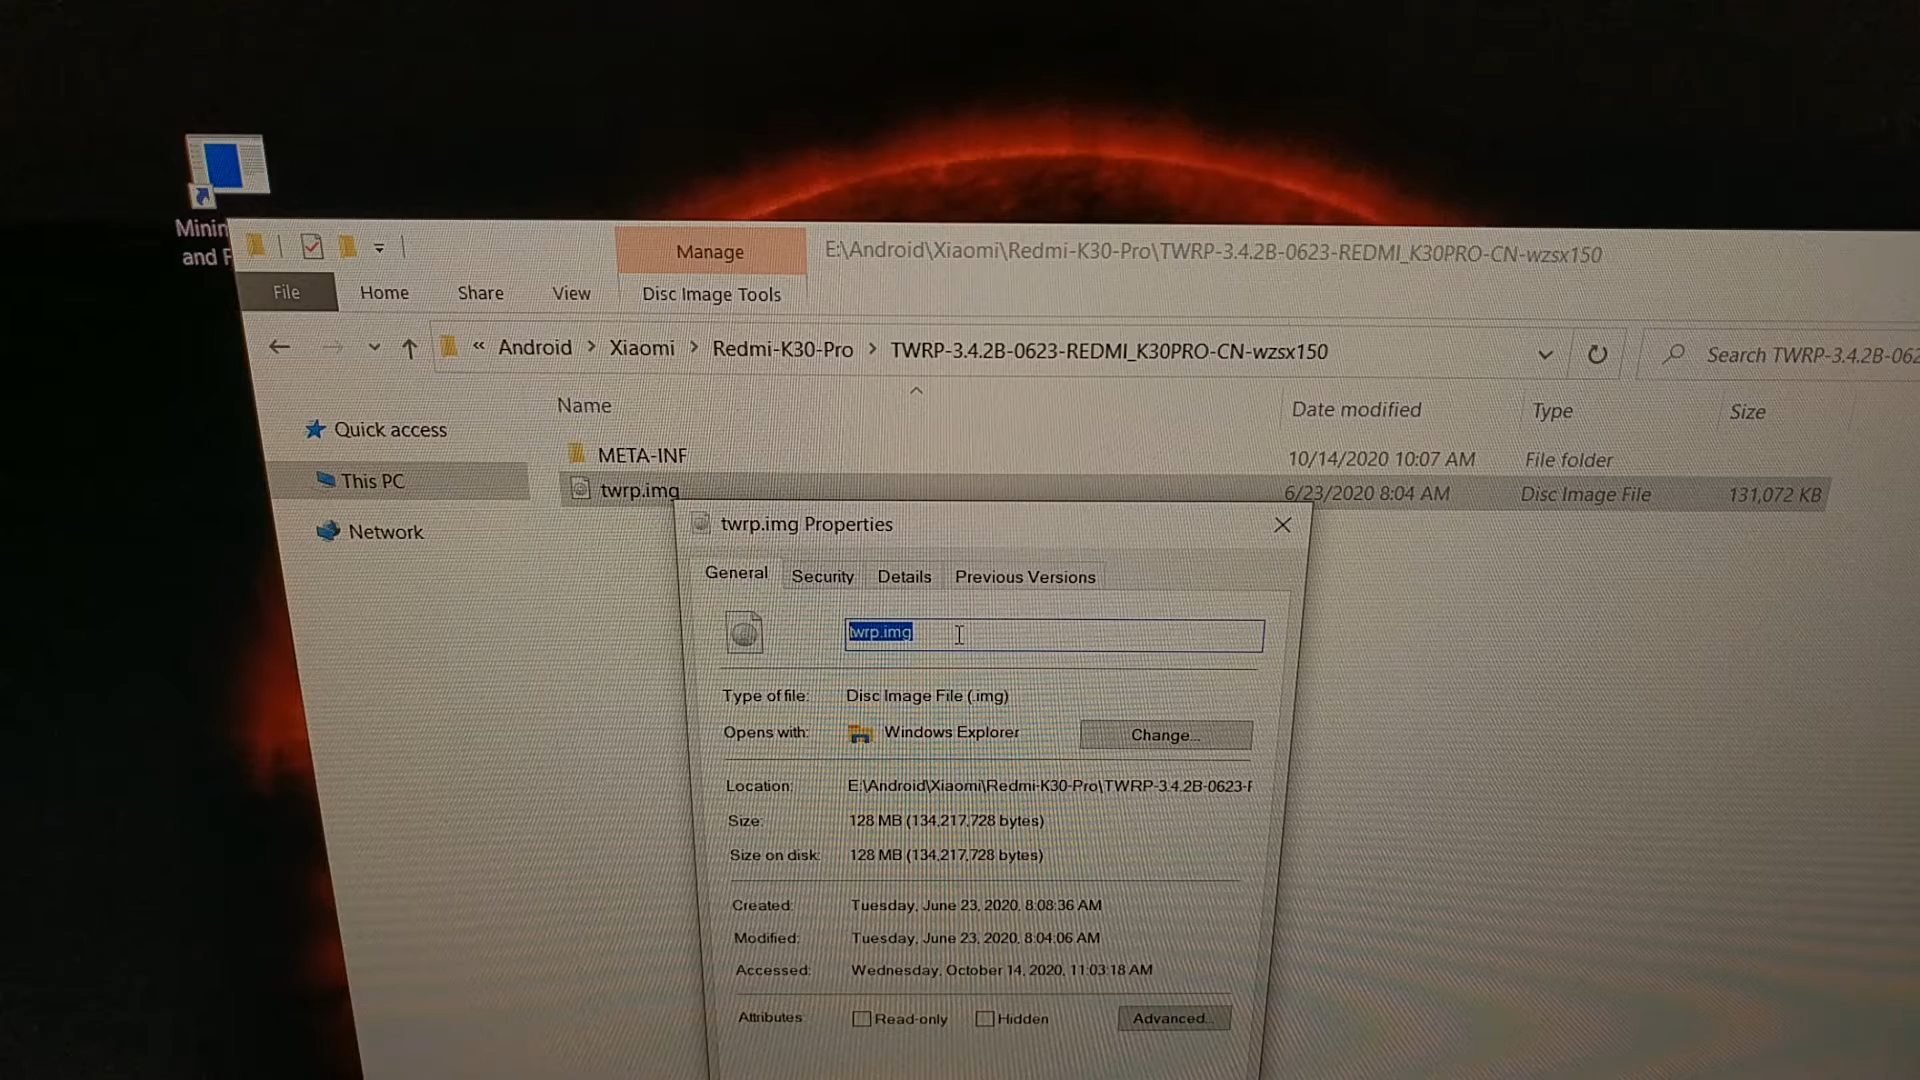 Minin
and F
Manage
E:\Android\Xiaomi\Redmi-K30-Pro\TWRP-3.4.2B-0623-REDMI_K30PRO-CN-wzsx150
File Home Share View Disc Image Tools
« Android > Xiaomi > Redmi-K30-Pro > TWRP-3.4.2B-0623-REDMI_K30PRO-CN-wzsx150
Search TWRP-3.4.2B-062
Name Date modified Type Size
Quick access
META-INF 10/14/2020 10:07 AM File folder
This PC
twrp.img 6/23/2020 8:04 AM Disc Image File 131,072 KB
Network
twrp.img Properties
General Security Details Previous Versions
twrp.img
Type of file: Disc Image File (.img)
Opens with: Windows Explorer Change...
Location: E:\Android\Xiaomi\Redmi-K30-Pro\TWRP-3.4.2B-0623-F
Size: 128 MB (134,217,728 bytes)
Size on disk: 128 MB (134,217,728 bytes)
Created: Tuesday, June 23, 2020, 8:08:36 AM
Modified: Tuesday, June 23, 2020, 8:04:06 AM
Accessed: Wednesday, October 14, 2020, 11:03:18 AM
Attributes: Read-only Hidden Advanced...